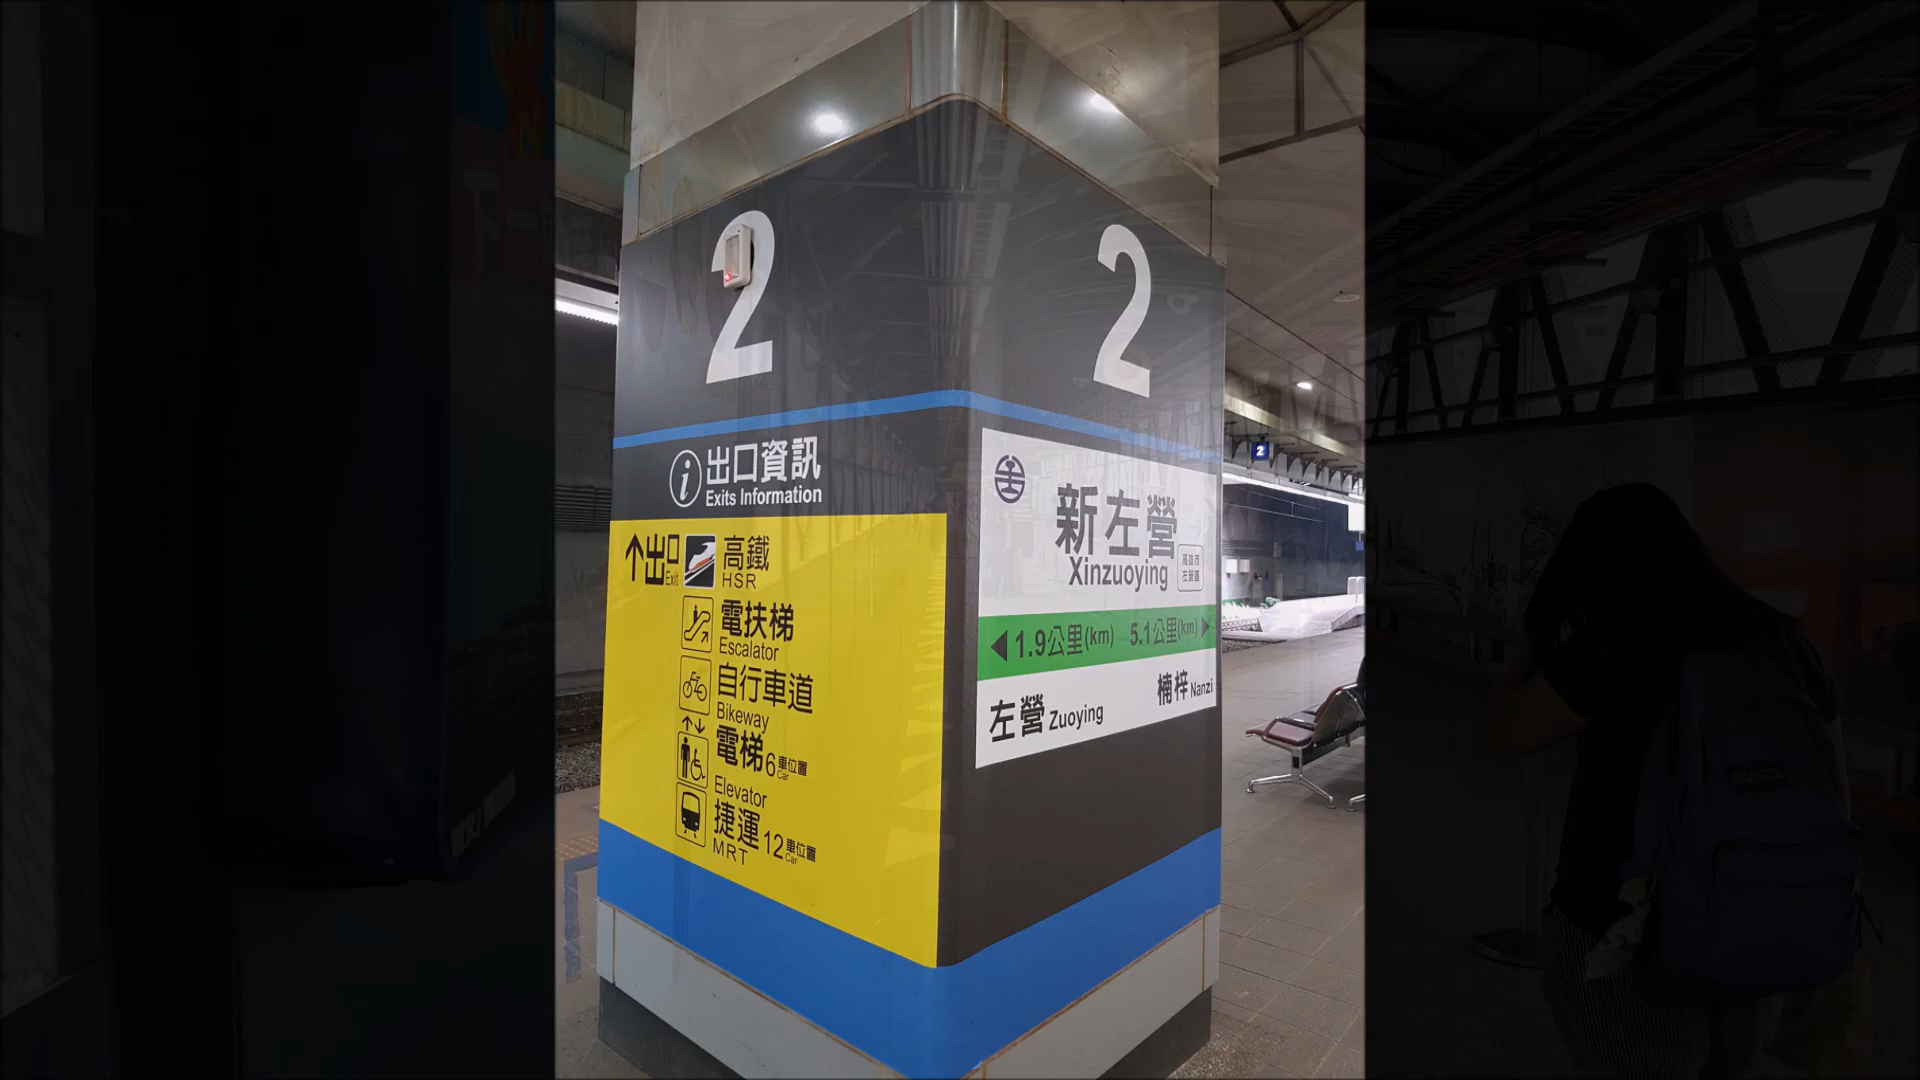 2
出口資訊
Exits Information
出口
Exit
高鐵
HSR
電扶梯
Escalator
自行車道
Bikeway
電梯 6 車位置
Car
Elevator
捷運 12 車位置
Car
MRT
2
新左營
Xinzuoying
高雄市
左營區
1.9公里(km) 5.1公里(km)
左營 Zuoying
楠梓 Nanzi
2